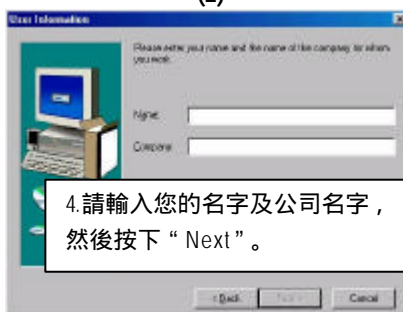 User Information
Please enter your name and the name of the company for whom
you work.
Name:
Company:
4.請輸入您的名字及公司名字，
然後按下“Next”。
< Back
Next >
Cancel